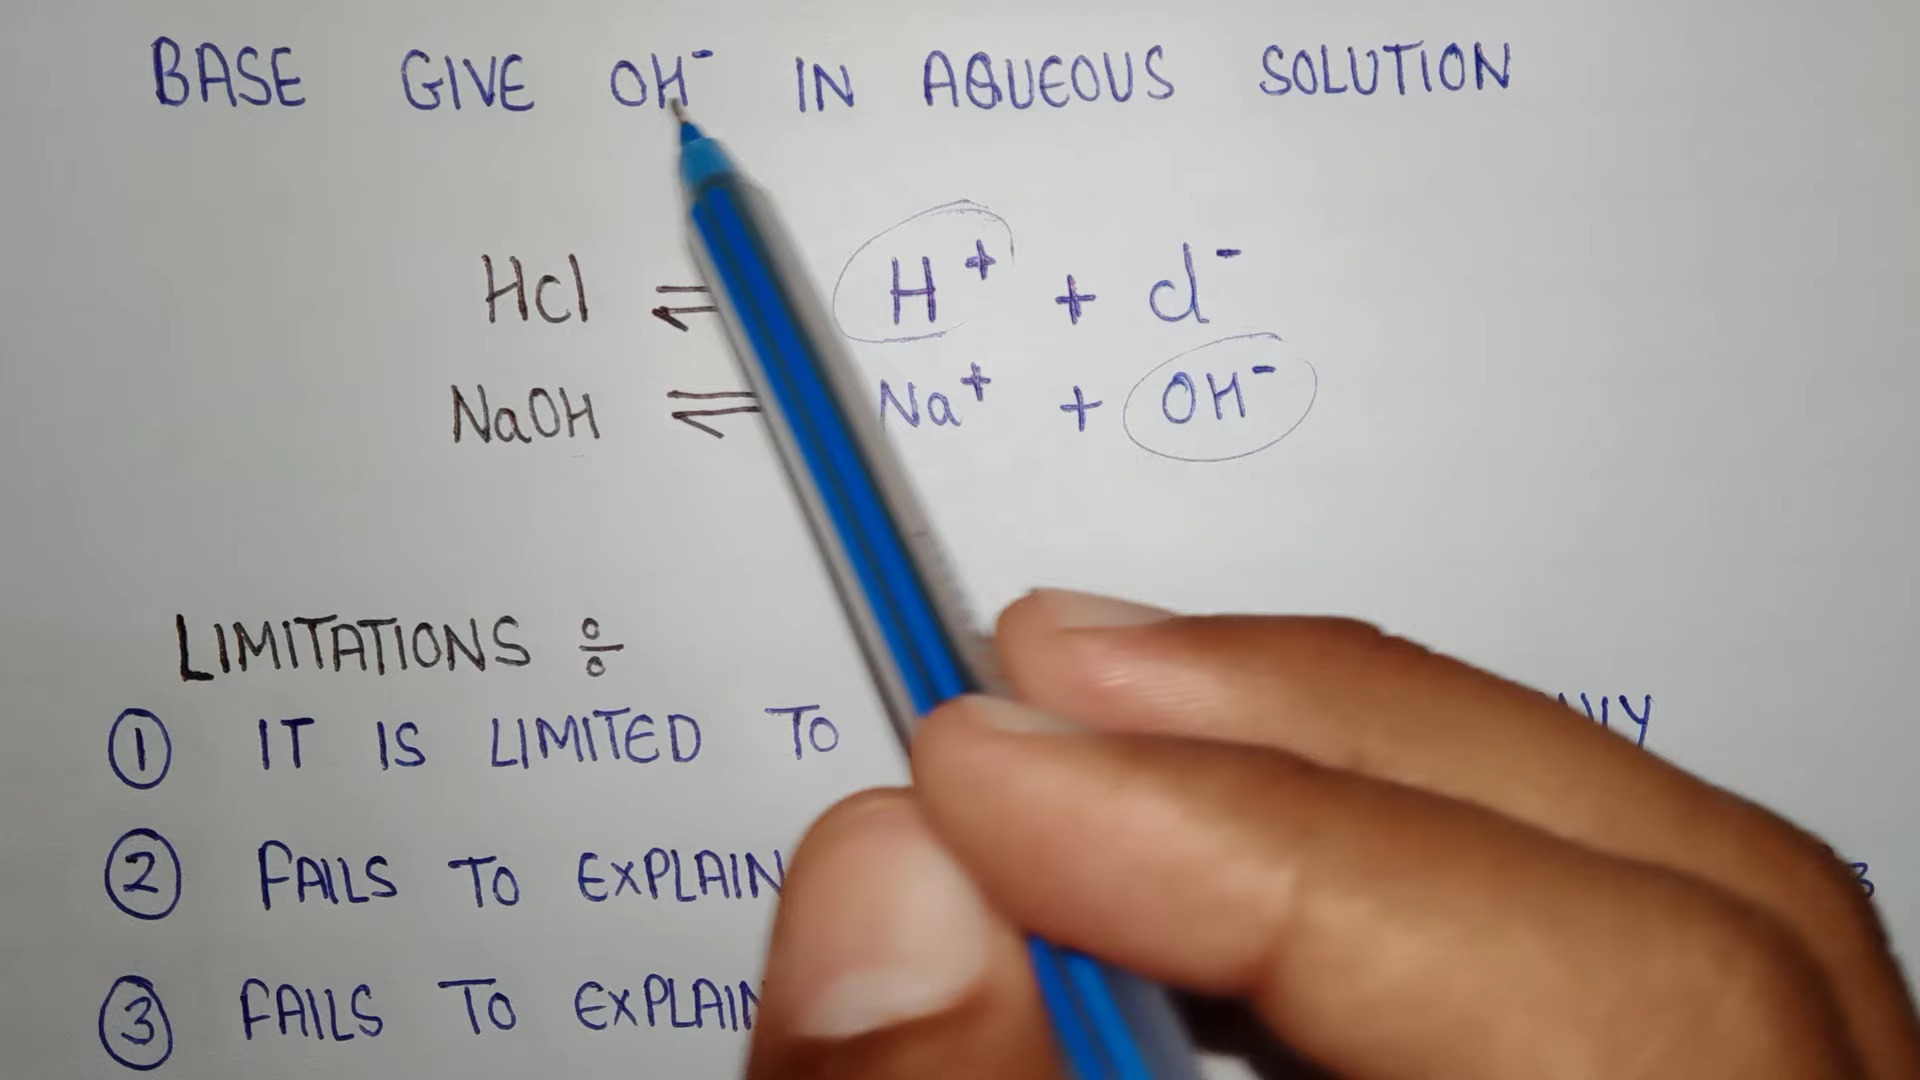 BASE GIVE OH⁻ IN AQUEOUS SOLUTION
HCl ⇌ H⁺ + Cl⁻
NaOH ⇌ Na⁺ + OH⁻
LIMITATIONS ÷
① IT IS LIMITED TO
② FAILS TO EXPLAIN
③ FAILS TO EXPLAIN